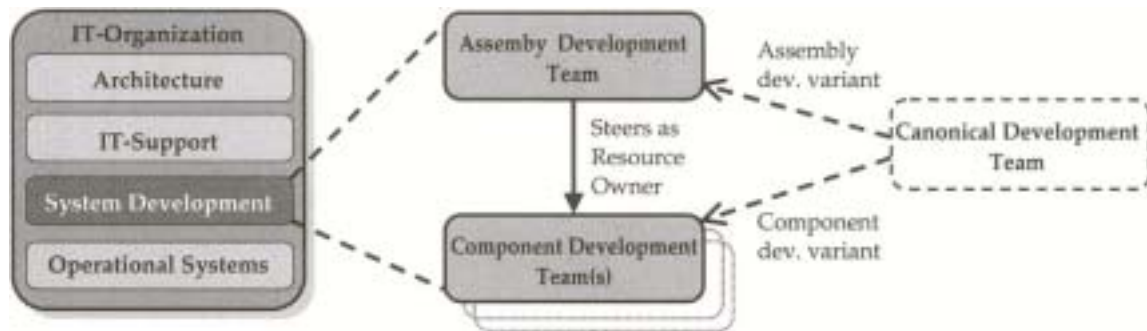 IT-Organization
Architecture
IT-Support
System Development
Operational Systems
Assemby Development
Team
Steers as
Resource
Owner
Component Development
Team(s)
Assembly
dev. variant
Canonical Development
Team
Component
dev. variant